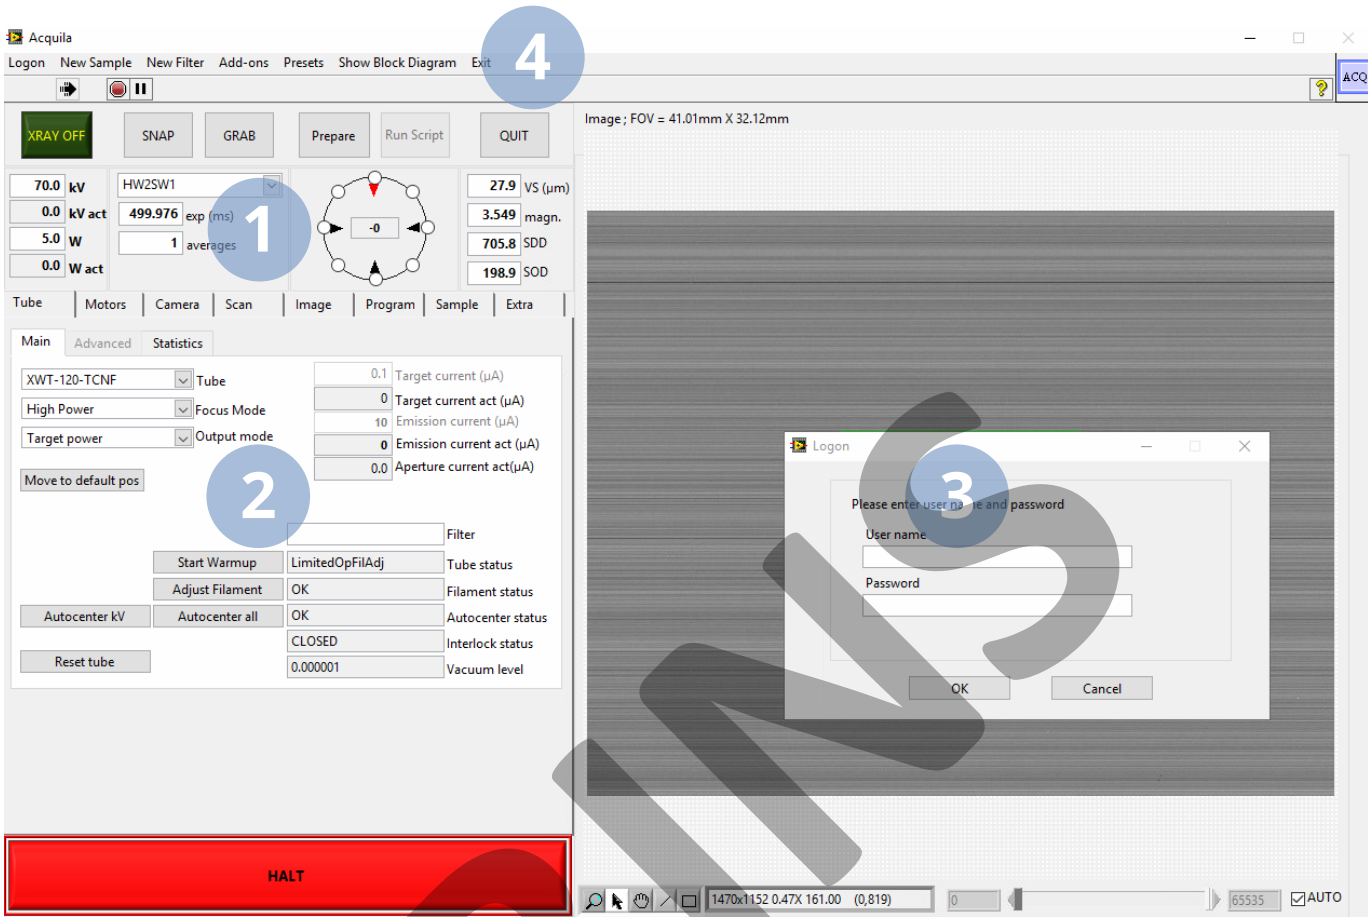 Acquila
Logon New Sample New Filter Add-ons Presets Show Block Diagram Exit
4
ACQ
XRAY OFF SNAP GRAB Prepare Run Script QUIT
Image ; FOV = 41.01mm X 32.12mm
70.0 kV HW2SW1 27.9 VS (µm)
0.0 kV act 499.976 exp (ms) 3.549 magn.
1
-0
5.0 W 1 averages 705.8 SDD
0.0 W act 198.9 SOD
Tube Motors Camera Scan Image Program Sample Extra
Main Advanced Statistics
XWT-120-TCNF Tube 0.1 Target current (µA)
High Power Focus Mode 0 Target current act (µA)
10 Emission current (µA)
Target power Output mode 0 Emission current act (µA)
0.0 Aperture current act(µA)
Move to default pos
2
Filter
Start Warmup LimitedOpFilAdj Tube status
Adjust Filament OK Filament status
Autocenter kV Autocenter all OK Autocenter status
CLOSED Interlock status
Reset tube 0.000001 Vacuum level
Logon
3
Please enter user name and password
User name
Password
OK Cancel
INS
HALT
1470x1152 0.47X 161.00 (0,819) 0 65535 AUTO